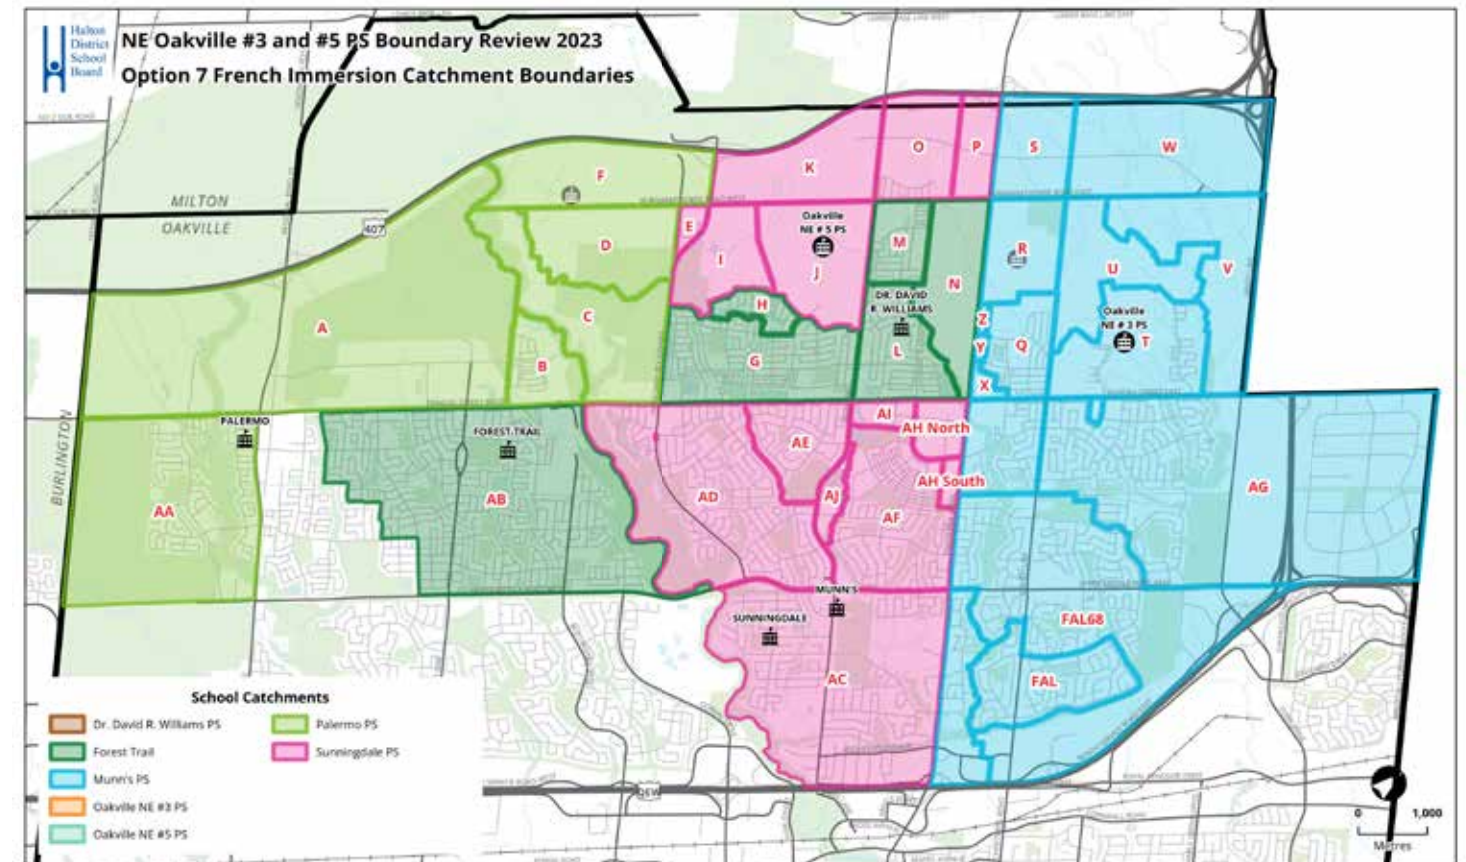 Halton
District
School
Board
NE Oakville #3 and #5 PS Boundary Review 2023
Option 7 French Immersion Catchment Boundaries
MILTON
OAKVILLE
407
BURLINGTON
F
K
O
P
S
W
E
D
I
Oakville
NE # 5 PS
J
M
N
R
U
V
A
C
B
H
G
DR. DAVID
R. WILLIAMS
L
Z
Y
X
Q
Oakville
NE # 3 PS
T
PALERMO
FOREST TRAIL
AA
AB
AD
AE
AJ
AI
AH North
AH South
AF
AG
MUNN'S
SUNNINGDALE
AC
FAL68
FAL
QEW
School Catchments
Dr. David R. Williams PS
Forest Trail
Munn's PS
Oakville NE #3 PS
Oakville NE #5 PS
Palermo PS
Sunningdale PS
0 1,000
Metres